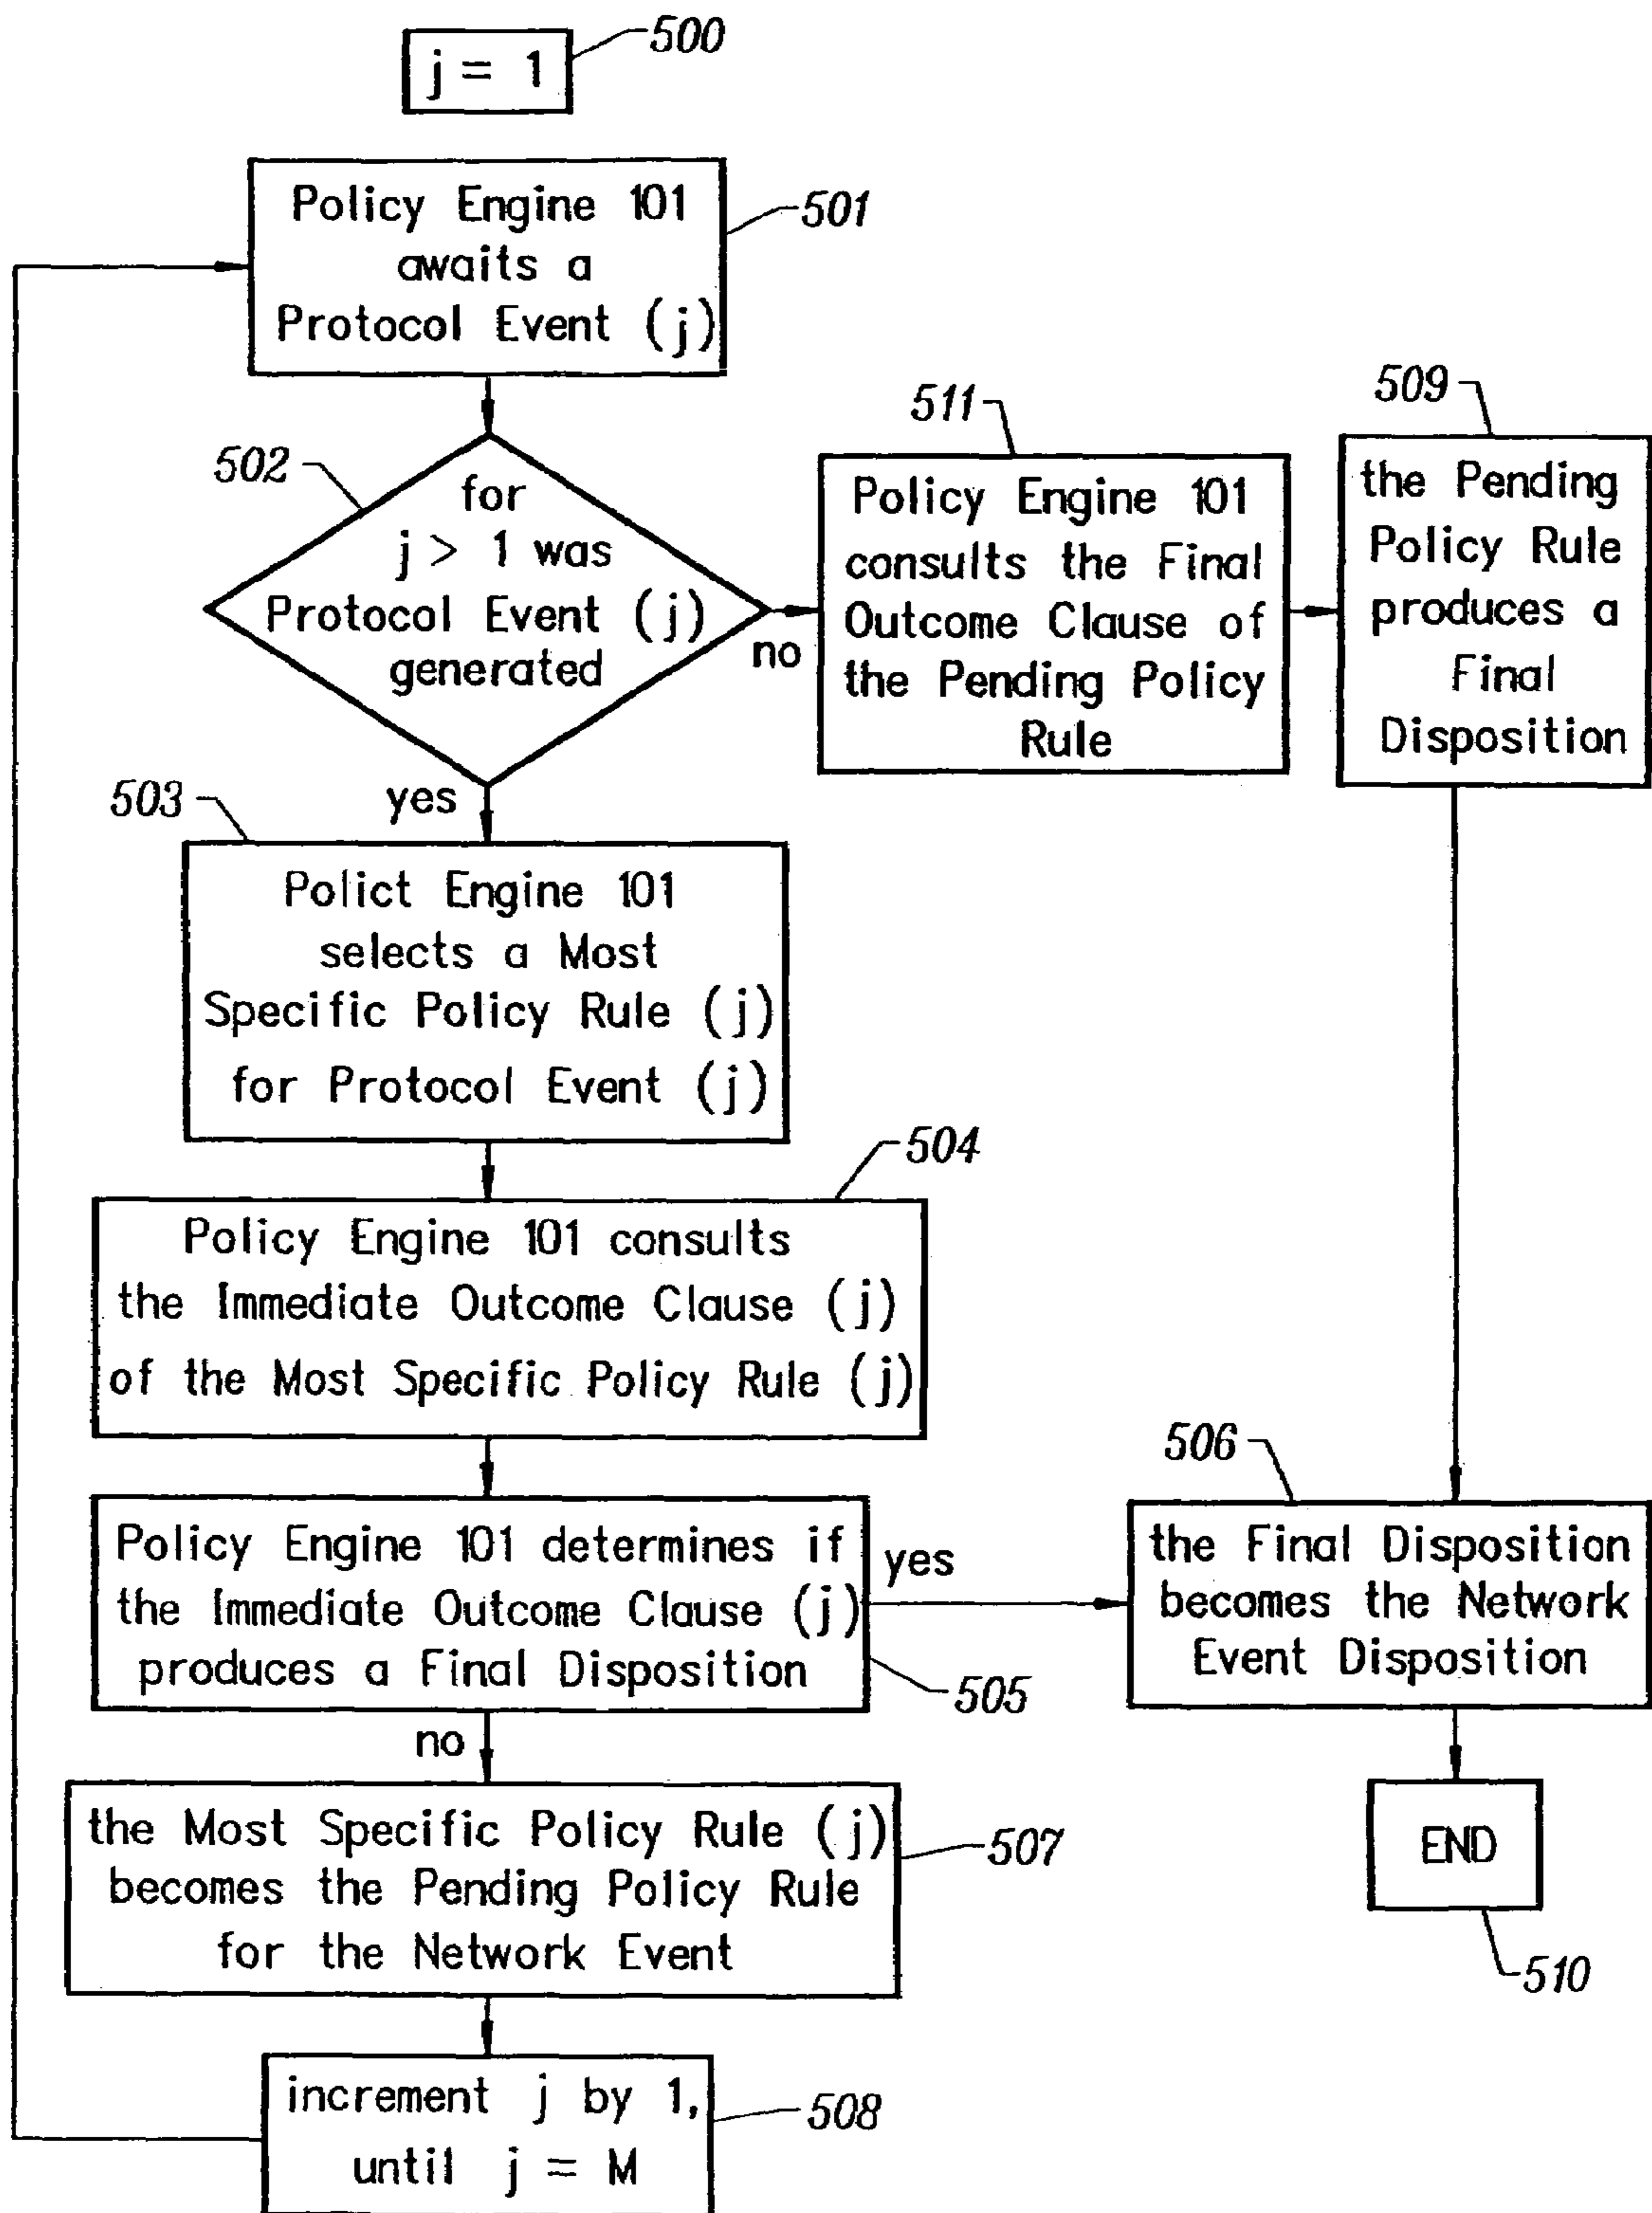 500
j = 1
Policy Engine 101
awaits a
Protocol Event (j)
501
502
for
j > 1 was
Protocol Event (j)
generated
no
yes
511
Policy Engine 101
consults the Final
Outcome Clause of
the Pending Policy
Rule
509
the Pending
Policy Rule
produces a
Final
Disposition
503
Polict Engine 101
selects a Most
Specific Policy Rule (j)
for Protocol Event (j)
504
Policy Engine 101 consults
the Immediate Outcome Clause (j)
of the Most Specific Policy Rule (j)
Policy Engine 101 determines if
the Immediate Outcome Clause (j)
produces a Final Disposition
yes
505
no
506
the Final Disposition
becomes the Network
Event Disposition
the Most Specific Policy Rule (j)
becomes the Pending Policy Rule
for the Network Event
507
END
510
increment j by 1,
until j = M
508